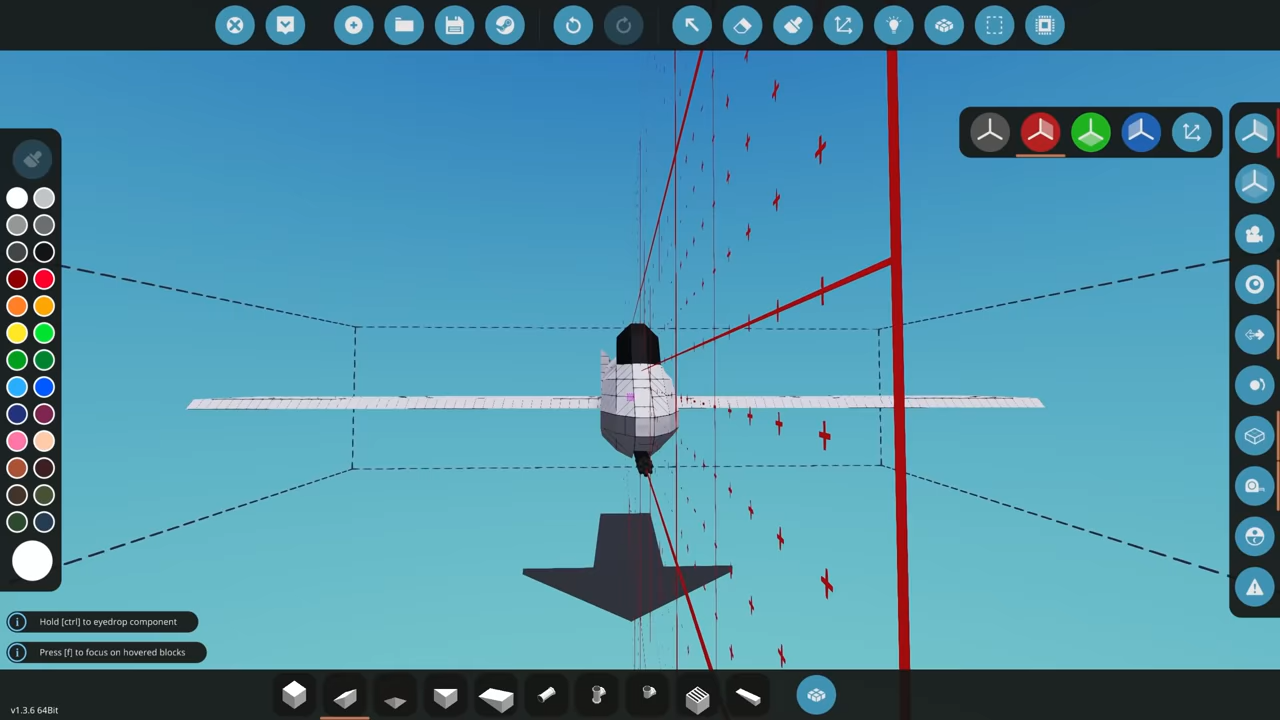 Hold [ctrl] to eyedrop component
Press [f] to focus on hovered blocks
v1.3.6 64Bit